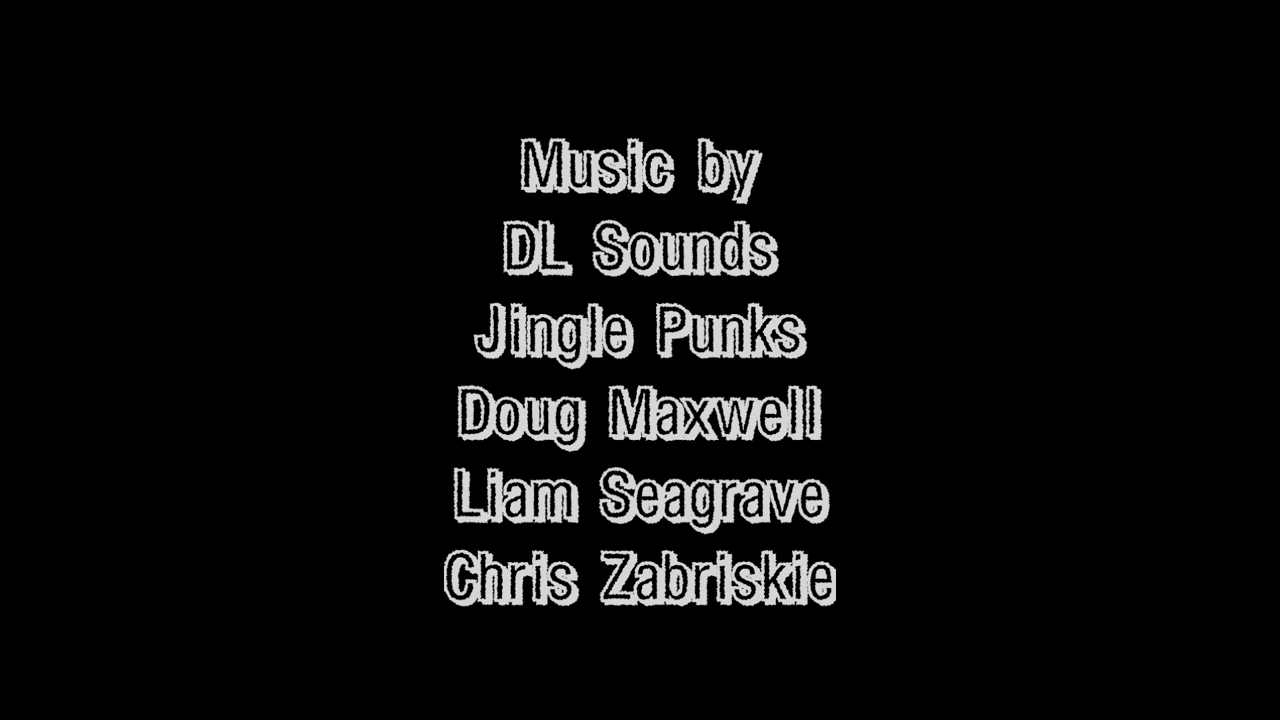 Music by
DL Sounds
Jingle Punks
Doug Maxwell
Liam Seagrave
Chris Zabriskie